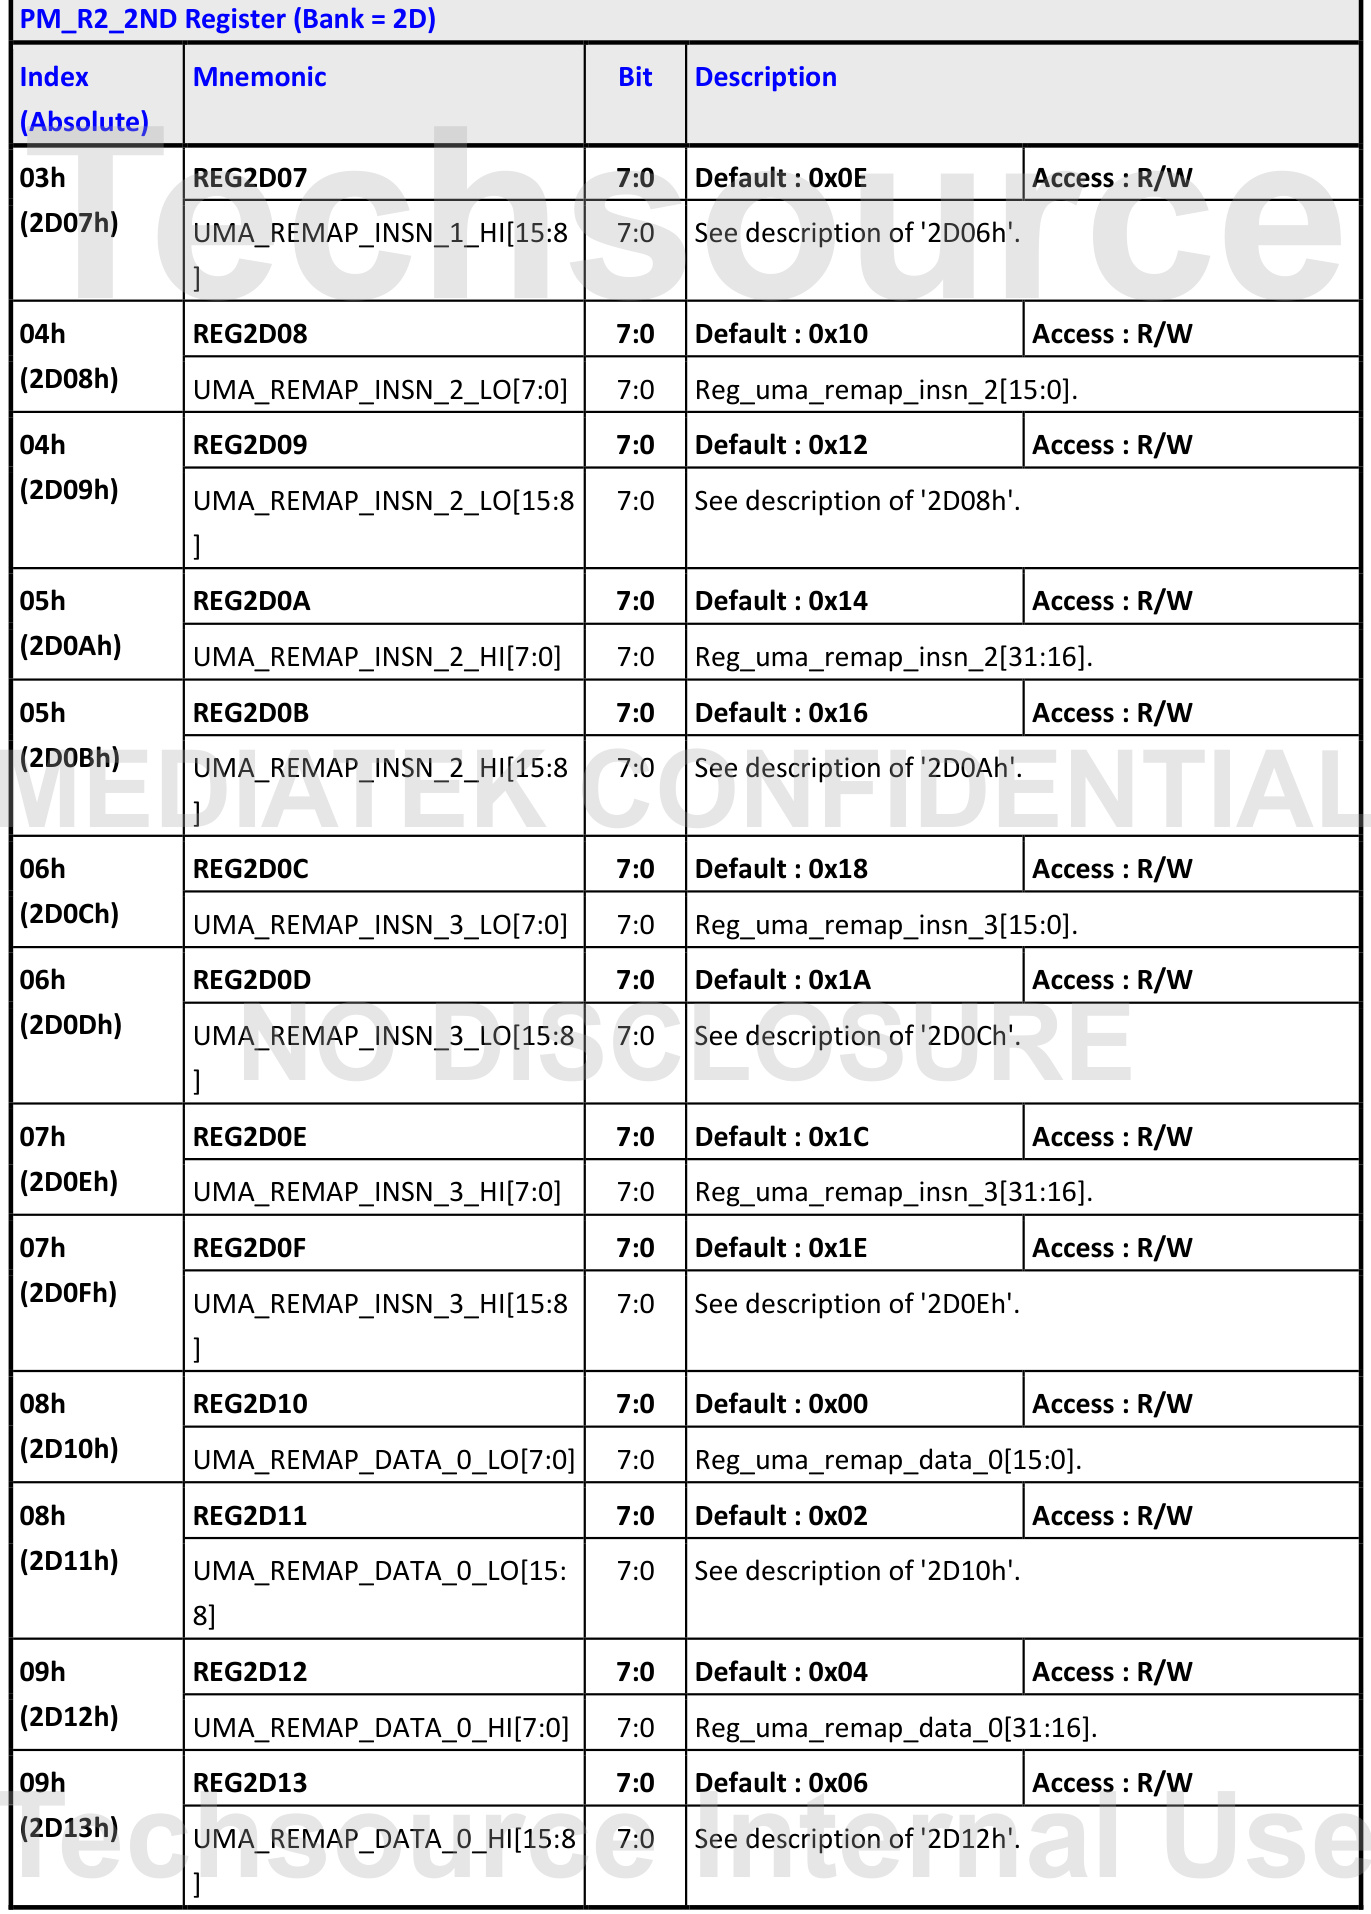 PM_R2_2ND Register (Bank = 2D)
Index (Absolute) Mnemonic Bit Description
03h (2D07h) REG2D07 7:0 Default : 0x0E Access : R/W
UMA_REMAP_INSN_1_HI[15:8] 7:0 See description of '2D06h'.
04h (2D08h) REG2D08 7:0 Default : 0x10 Access : R/W
UMA_REMAP_INSN_2_LO[7:0] 7:0 Reg_uma_remap_insn_2[15:0].
04h (2D09h) REG2D09 7:0 Default : 0x12 Access : R/W
UMA_REMAP_INSN_2_LO[15:8] 7:0 See description of '2D08h'.
05h (2D0Ah) REG2D0A 7:0 Default : 0x14 Access : R/W
UMA_REMAP_INSN_2_HI[7:0] 7:0 Reg_uma_remap_insn_2[31:16].
05h (2D0Bh) REG2D0B 7:0 Default : 0x16 Access : R/W
UMA_REMAP_INSN_2_HI[15:8] 7:0 See description of '2D0Ah'.
06h (2D0Ch) REG2D0C 7:0 Default : 0x18 Access : R/W
UMA_REMAP_INSN_3_LO[7:0] 7:0 Reg_uma_remap_insn_3[15:0].
06h (2D0Dh) REG2D0D 7:0 Default : 0x1A Access : R/W
UMA_REMAP_INSN_3_LO[15:8] 7:0 See description of '2D0Ch'.
07h (2D0Eh) REG2D0E 7:0 Default : 0x1C Access : R/W
UMA_REMAP_INSN_3_HI[7:0] 7:0 Reg_uma_remap_insn_3[31:16].
07h (2D0Fh) REG2D0F 7:0 Default : 0x1E Access : R/W
UMA_REMAP_INSN_3_HI[15:8] 7:0 See description of '2D0Eh'.
08h (2D10h) REG2D10 7:0 Default : 0x00 Access : R/W
UMA_REMAP_DATA_0_LO[7:0] 7:0 Reg_uma_remap_data_0[15:0].
08h (2D11h) REG2D11 7:0 Default : 0x02 Access : R/W
UMA_REMAP_DATA_0_LO[15:8] 7:0 See description of '2D10h'.
09h (2D12h) REG2D12 7:0 Default : 0x04 Access : R/W
UMA_REMAP_DATA_0_HI[7:0] 7:0 Reg_uma_remap_data_0[31:16].
09h (2D13h) REG2D13 7:0 Default : 0x06 Access : R/W
UMA_REMAP_DATA_0_HI[15:8] 7:0 See description of '2D12h'.
Techsource
MEDIATEK CONFIDENTIAL
NO DISCLOSURE
Techsource Internal Use